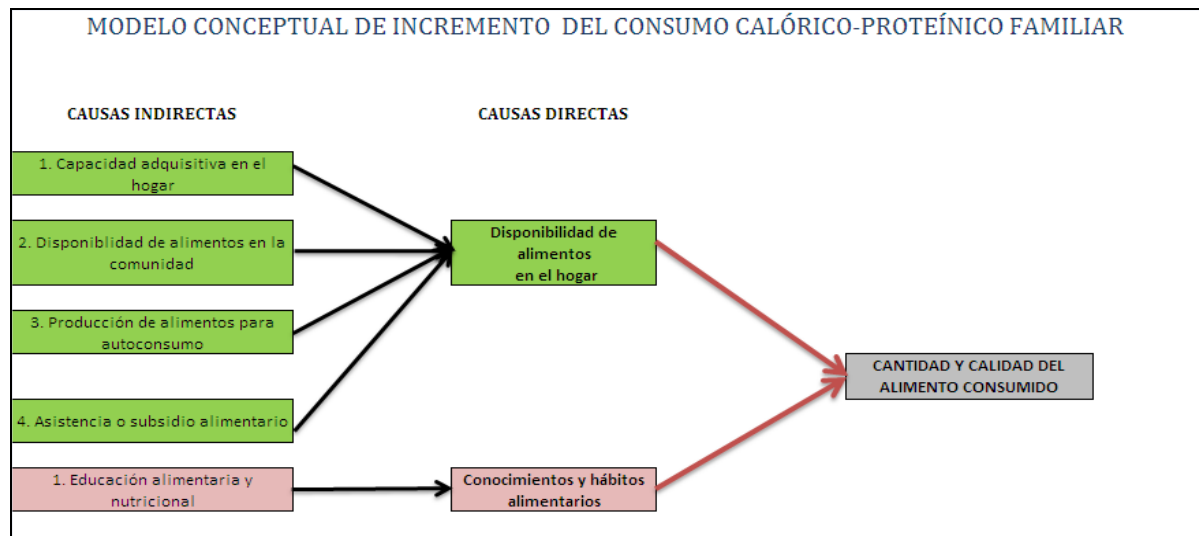 MODELO CONCEPTUAL DE INCREMENTO DEL CONSUMO CALÓRICO-PROTEÍNICO FAMILIAR
CAUSAS INDIRECTAS
CAUSAS DIRECTAS
1. Capacidad adquisitiva en el
hogar
2. Disponiblidad de alimentos en la
comunidad
3. Producción de alimentos para
autoconsumo
4. Asistencia o subsidio alimentario
1. Educación alimentaria y
nutricional
Disponibilidad de
alimentos
en el hogar
Conocimientos y hábitos
alimentarios
CANTIDAD Y CALIDAD DEL
ALIMENTO CONSUMIDO